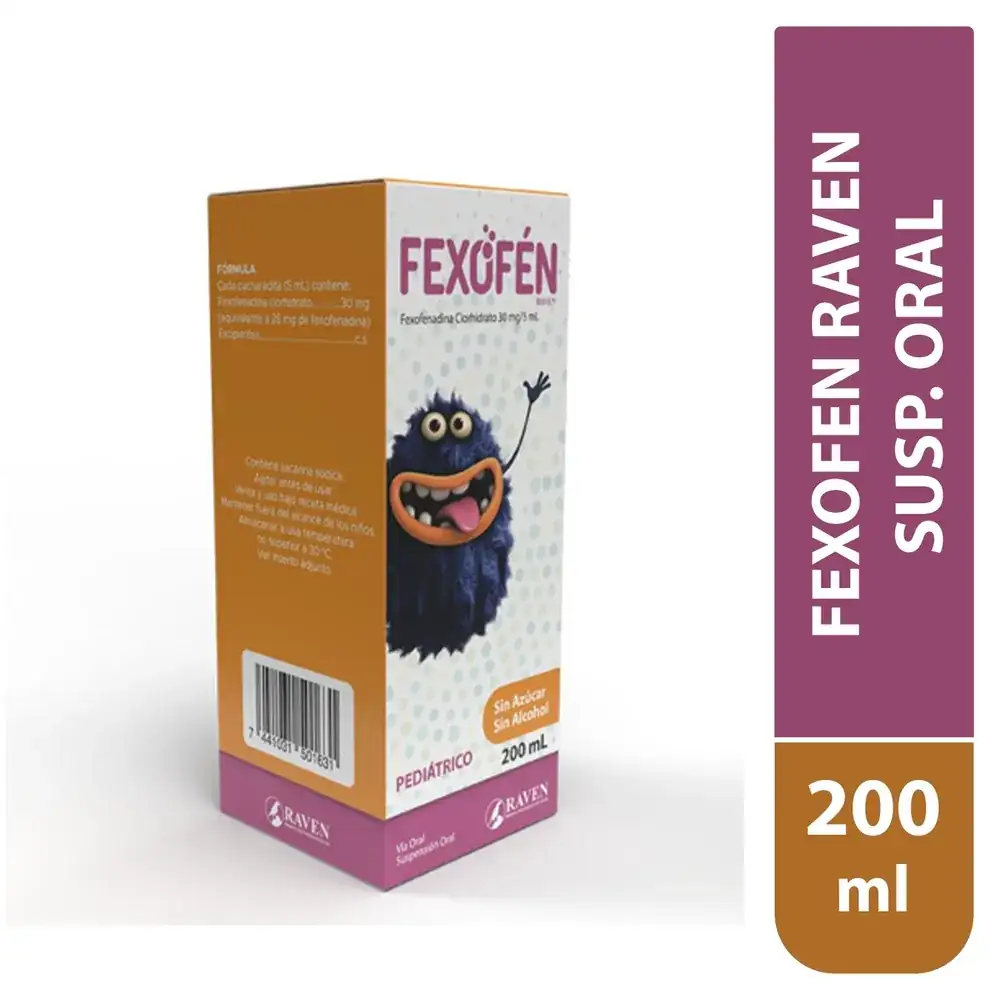 FÓRMULA
Cada cucharadita (5 mL) contiene:
Fexofenadina clorhidrato............30 mg
(equivalente a 28 mg de fexofenadina)
Excipientes...........................c.s
Contiene sacarina sódica.
Agitar antes de usar.
Venta y uso bajo receta médica.
Mantener fuera del alcance de los niños.
Almacenar a una temperatura
no superior a 30 °C.
Ver inserto adjunto.
7 441031 501631
RAVEN
FEXOFÉN
Fexofenadina Clorhidrato 30 mg/5 mL
Sin Azúcar
Sin Alcohol
200 mL
PEDIÁTRICO
RAVEN
Vía Oral
Suspensión Oral
FEXOFEN RAVEN
SUSP. ORAL
200
ml